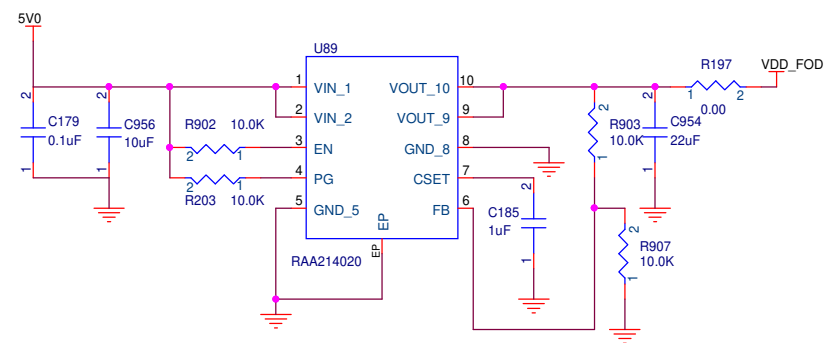 5V0
U89
R197
VDD_FOD
1
VIN_1
VOUT_10
10
1
2
0.00
2
2
C179
0.1uF
C956
10uF
R902
10.0K
2
VIN_2
VOUT_9
9
2
R903
10.0K
1
2
C954
22uF
2
1
3
EN
GND_8
8
1
1
2
1
4
PG
CSET
7
1
R203
10.0K
5
GND_5
EP
FB
6
2
C185
1uF
1
2
R907
10.0K
1
RAA214020
EP